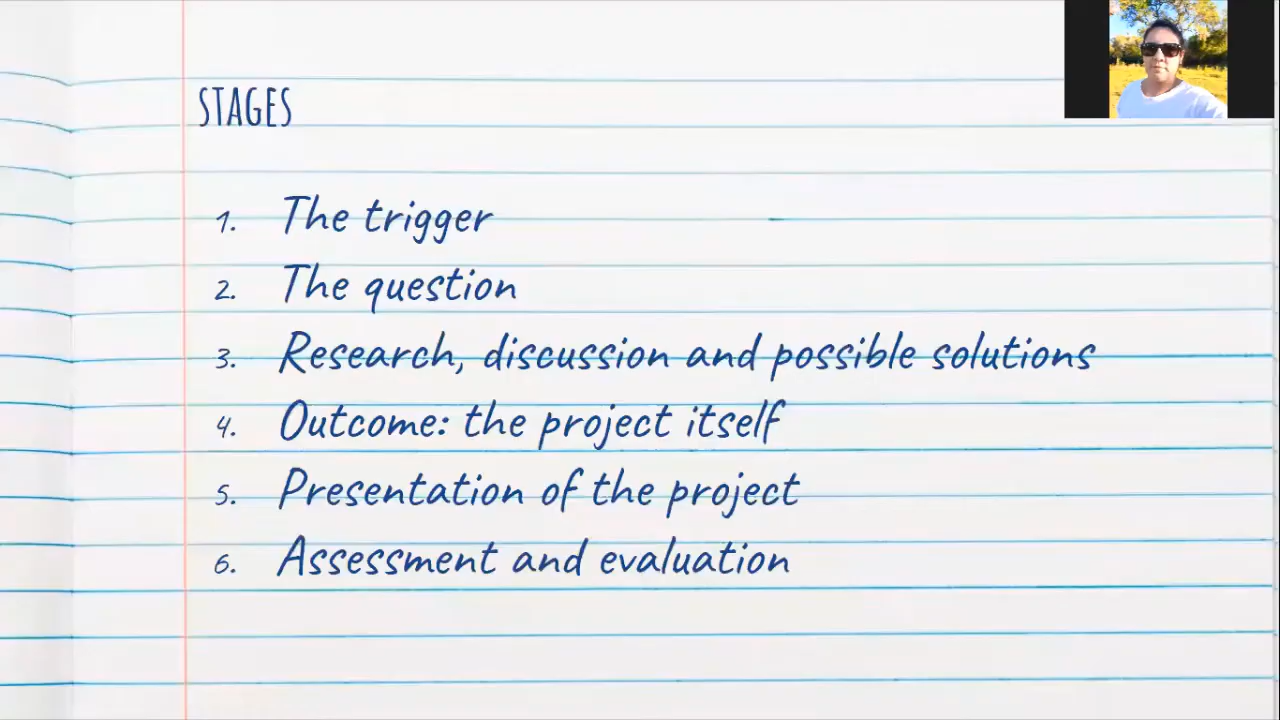 STAGES
1. The trigger
2. The question
3. Research, discussion and possible solutions
4. Outcome: the project itself
5. Presentation of the project
6. Assessment and evaluation